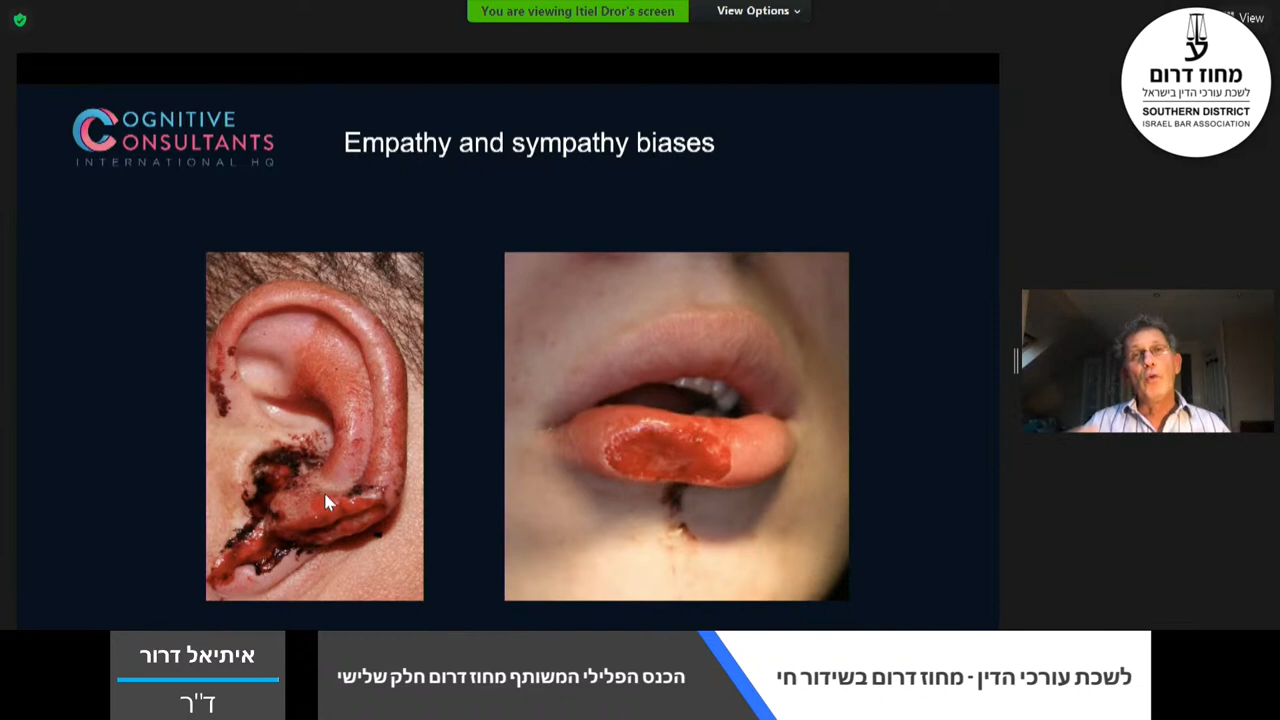 You are viewing Itiel Dror's screen
View Options
View
מחוז דרום
לשכת עורכי הדין בישראל
SOUTHERN DISTRICT
ISRAEL BAR ASSOCIATION
COGNITIVE
CONSULTANTS
INTERNATIONAL HQ
Empathy and sympathy biases
איתיאל דרור
ד"ר
הכנס הפלילי המשותף מחוז דרום חלק שלישי
לשכת עורכי הדין - מחוז דרום בשידור חי